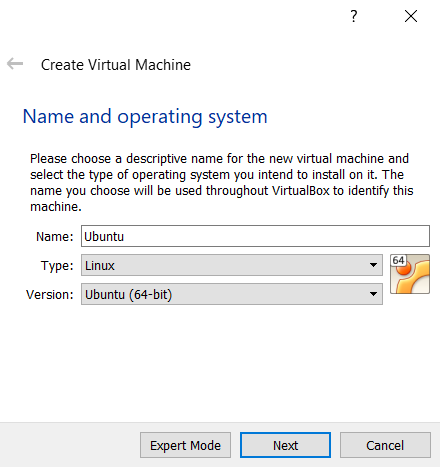 ?
Create Virtual Machine
Name and operating system
Please choose a descriptive name for the new virtual machine and
select the type of operating system you intend to install on it. The
name you choose will be used throughout VirtualBox to identify this
machine.
Name: Ubuntu
Type: Linux
64
Version: Ubuntu (64-bit)
Expert Mode Next Cancel